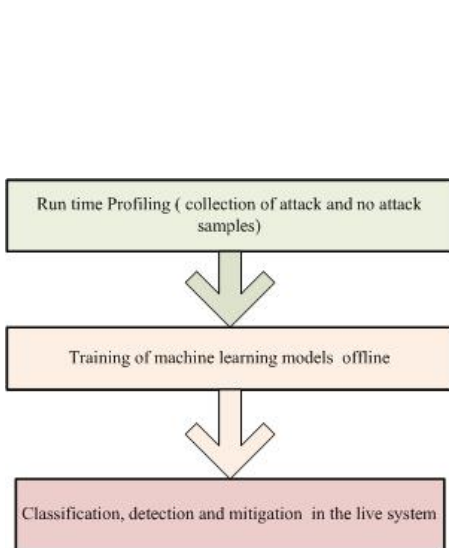 Run time Profiling ( collection of attack and no attack
samples)
Training of machine learning models offline
Classification, detection and mitigation in the live system